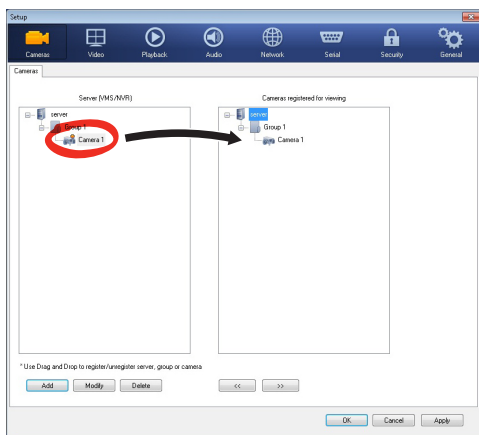 Setup
Cameras Video Playback Audio Network Serial Security General
Cameras
Server (VMS/NVR) Cameras registered for viewing
server server
Group 1 Group 1
Camera 1 Camera 1
* Use Drag and Drop to register/unregister server, group or camera
Add Modify Delete << >>
OK Cancel Apply